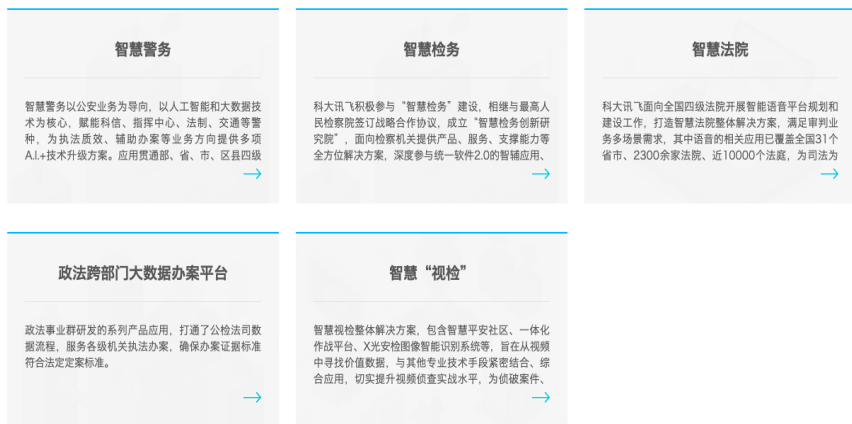 智慧警务
智慧警务以公安业务为导向，以人工智能和大数据技
术为核心，赋能科信、指挥中心、法制、交通等警
种，为执法质效、辅助办案等业务方向提供多项
A.I.+技术升级方案。应用贯通部、省、市、区县四级
智慧检务
科大讯飞积极参与“智慧检务”建设，相继与最高人
民检察院签订战略合作协议，成立“智慧检务创新研
究院”，面向检察机关提供产品、服务、支撑能力等
全方位解决方案，深度参与统一软件2.0的智辅应用、
智慧法院
科大讯飞面向全国四级法院开展智能语音平台规划和
建设工作，打造智慧法院整体解决方案，满足审判业
务多场景需求，其中语音的相关应用已覆盖全国31个
省市、2300余家法院、近10000个法庭，为司法为
政法跨部门大数据办案平台
政法事业群研发的系列产品应用，打通了公检法司数
据流程，服务各级机关执法办案，确保办案证据标准
符合法定定案标准。
智慧“视检”
智慧视检整体解决方案，包含智慧平安社区、一体化
作战平台、X光安检图像智能识别系统等，旨在从视频
中寻找价值数据，与其他专业技术手段紧密结合、综
合应用，切实提升视频侦查实战水平，为侦破案件、